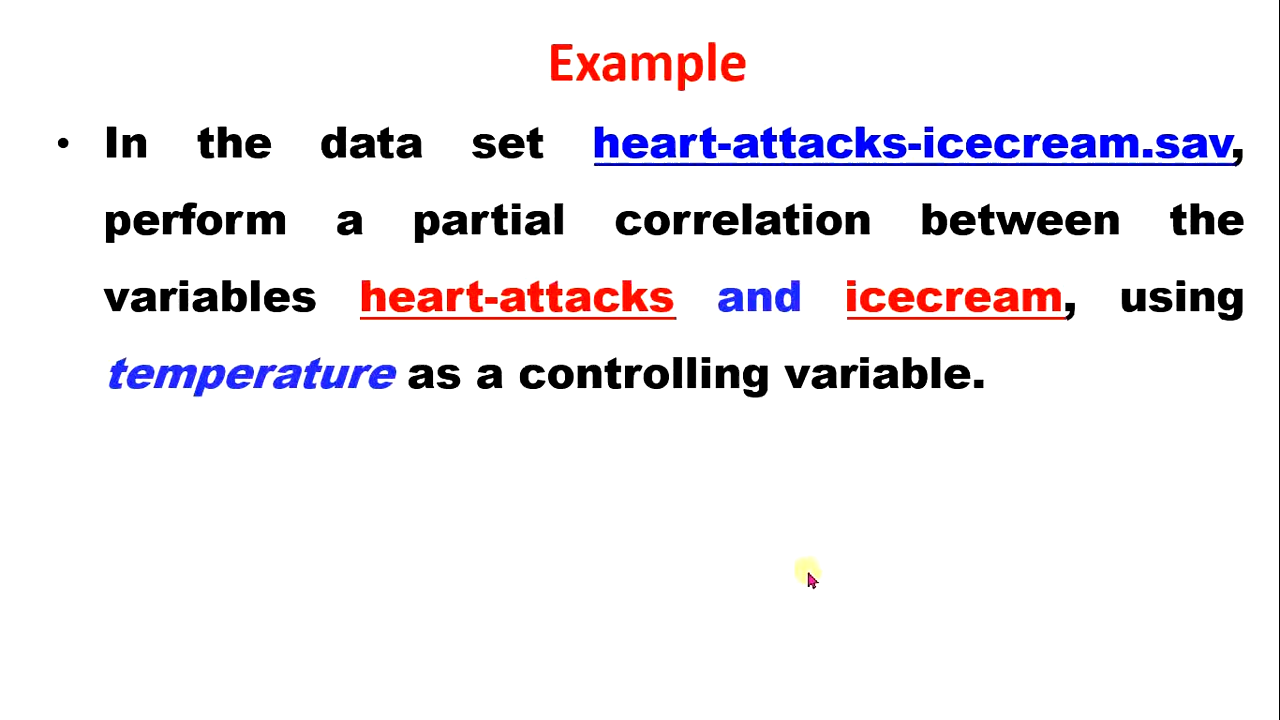 Example
• In the data set heart-attacks-icecream.sav,
perform a partial correlation between the
variables heart-attacks and icecream, using
temperature as a controlling variable.